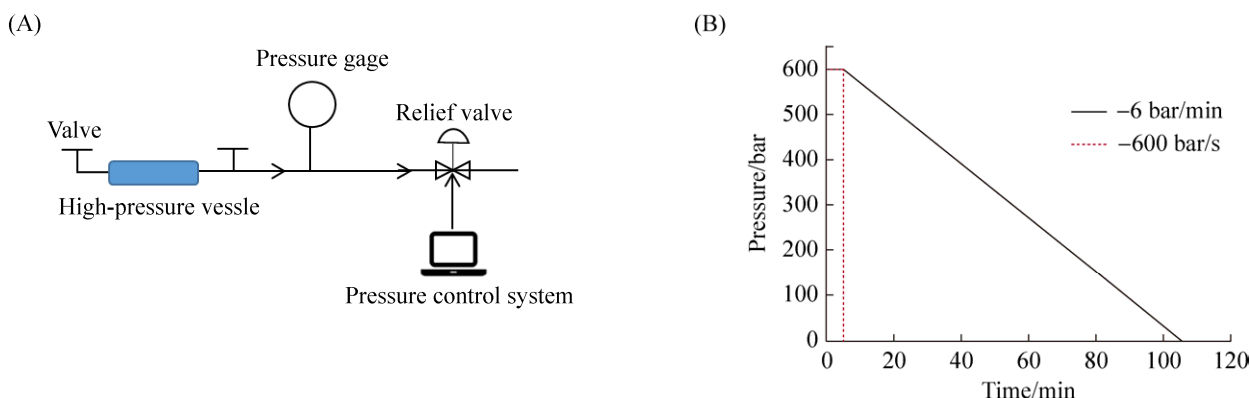 (A)
Pressure gage
Relief valve
Valve
High-pressure vessle
Pressure control system
(B)
600
500
400
300
200
100
0
Pressure/bar
0 20 40 60 80 100 120
Time/min
−6 bar/min
−600 bar/s